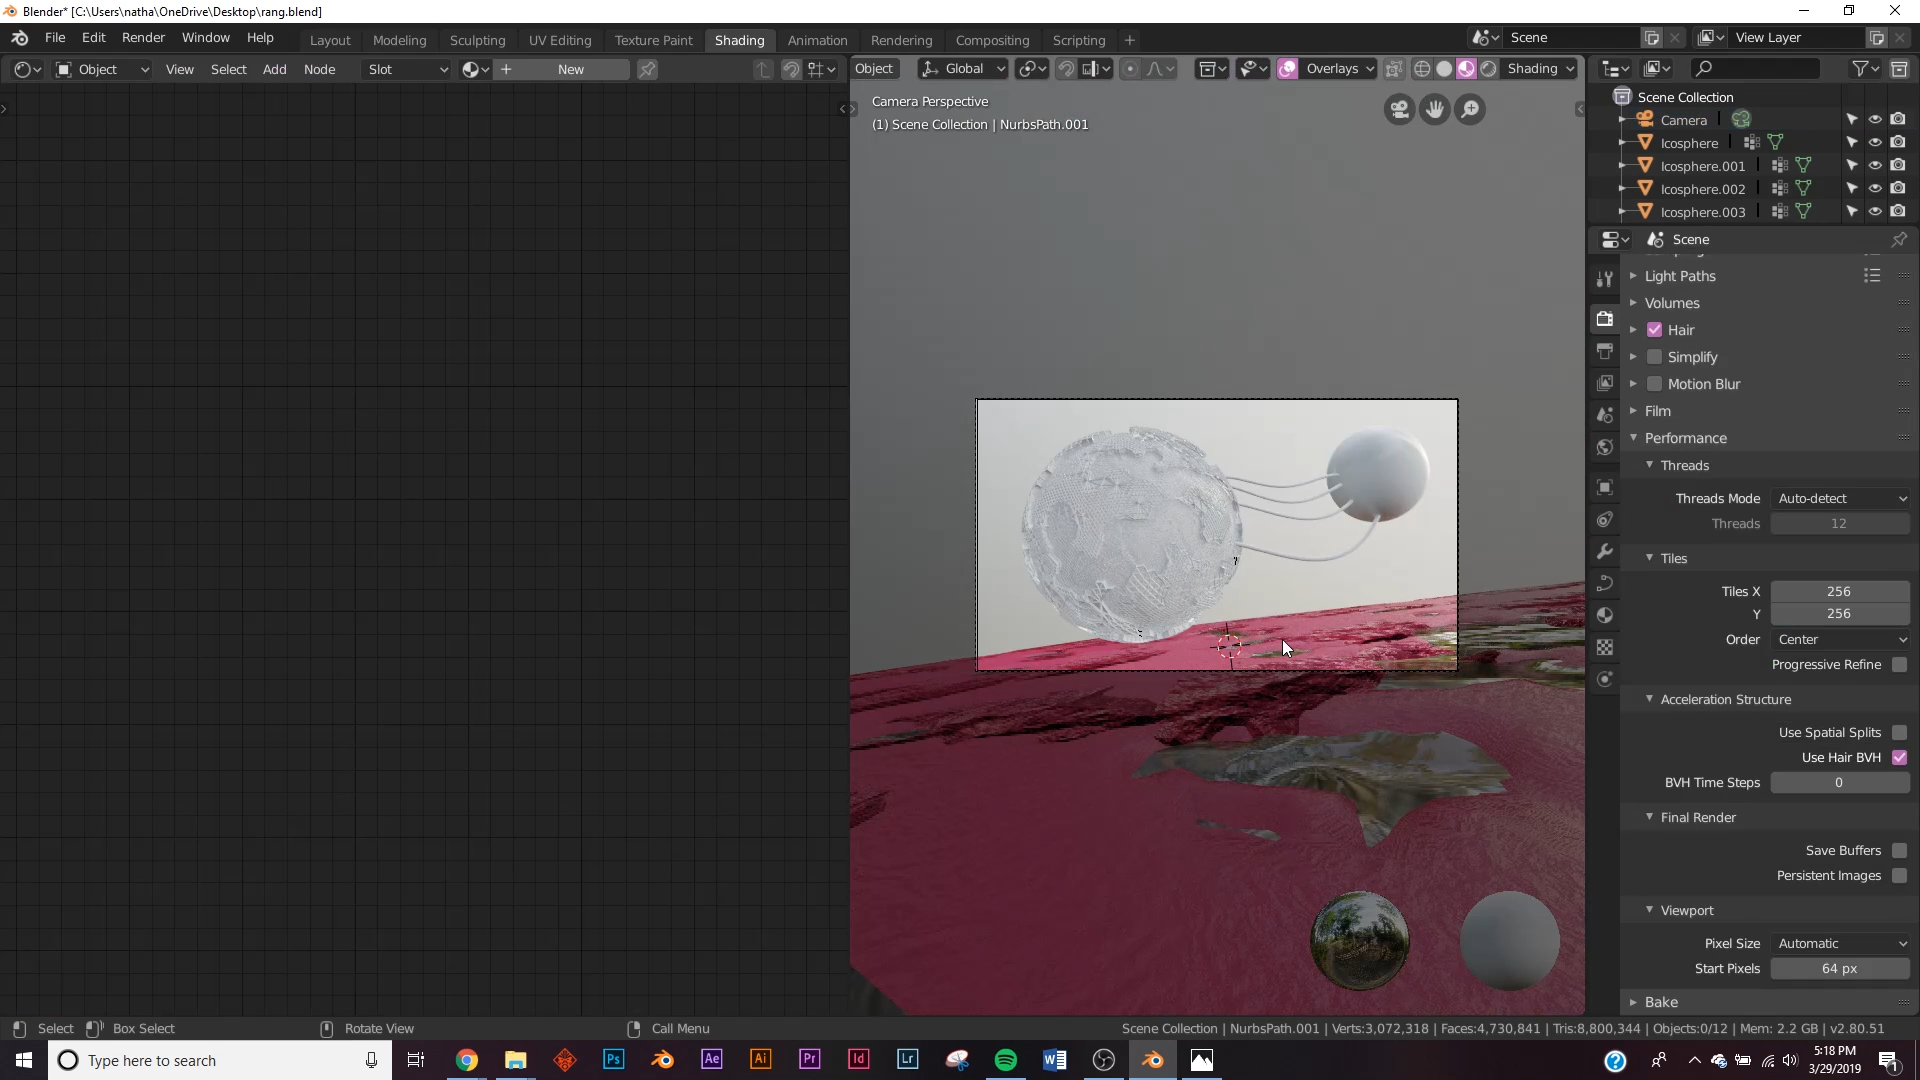 Blender* [C:\Users\natha\OneDrive\Desktop\rang.blend]
File Edit Render Window Help Layout Modeling Sculpting UV Editing Texture Paint Shading Animation Rendering Compositing Scripting + Scene View Layer
Object View Select Add Node Slot New Object Global Overlays Shading
Camera Perspective
(1) Scene Collection | NurbsPath.001
Scene Collection
Camera
Icosphere
Icosphere.001
Icosphere.002
Icosphere.003
Scene
Light Paths
Volumes
Hair
Simplify
Motion Blur
Film
Performance
Threads
Threads Mode Auto-detect
Threads 12
Tiles
Tiles X 256
Y 256
Order Center
Progressive Refine
Acceleration Structure
Use Spatial Splits
Use Hair BVH
BVH Time Steps 0
Final Render
Save Buffers
Persistent Images
Viewport
Pixel Size Automatic
Start Pixels 64 px
Bake
Select Box Select Rotate View Call Menu Scene Collection | NurbsPath.001 | Verts:3,072,318 | Faces:4,730,841 | Tris:8,800,344 | Objects:0/12 | Mem: 2.2 GB | v2.80.51
Type here to search Ps Ae Ai Pr Id Lr W
5:18 PM
3/29/2019
1